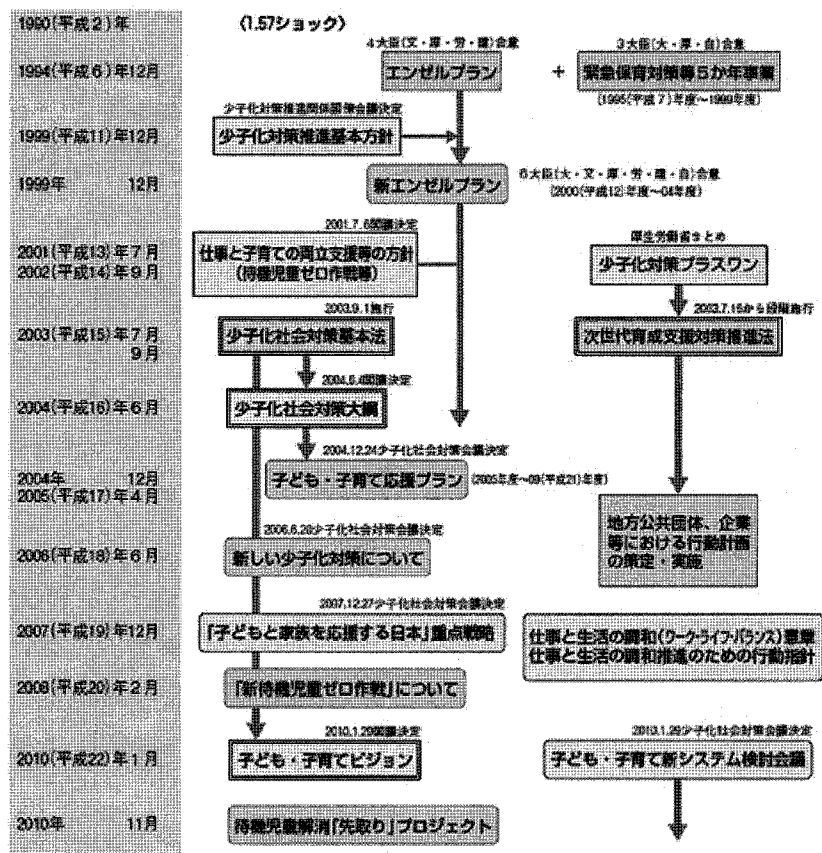 1990(平成2)年
〈1.57ショック〉
4大臣(文・厚・労・建)合意
3大臣(大・厚・自)合意
1994(平成6)年12月
エンゼルプラン
+
緊急保育対策等5か年事業
(1995(平成7)年度～1999年度)
少子化対策推進関係閣僚会議決定
1999(平成11)年12月
少子化対策推進基本方針
1999年 12月
新エンゼルプラン
6大臣(大・文・厚・労・建・自)合意
(2000(平成12)年度～04年度)
2001.7.6閣議決定
厚生労働省まとめ
2001(平成13)年7月
2002(平成14)年9月
仕事と子育ての両立支援等の方針
(待機児童ゼロ作戦等)
少子化対策プラスワン
2003.9.1施行
2003.7.16から段階施行
2003(平成15)年7月
9月
少子化社会対策基本法
次世代育成支援対策推進法
2004.6.4閣議決定
2004(平成16)年6月
少子化社会対策大綱
2004.12.24少子化社会対策会議決定
2004年 12月
2005(平成17)年4月
子ども・子育て応援プラン
(2005年度～09(平成21)年度)
地方公共団体、企業
等における行動計画
の策定・実施
2006.6.20少子化社会対策会議決定
2006(平成18)年6月
新しい少子化対策について
2007.12.27少子化社会対策会議決定
2007(平成19)年12月
「子どもと家族を応援する日本」重点戦略
仕事と生活の調和(ワーク・ライフ・バランス)憲章
仕事と生活の調和推進のための行動指針
2008(平成20)年2月
「新待機児童ゼロ作戦」について
2010.1.29閣議決定
2010.1.29少子化社会対策会議決定
2010(平成22)年1月
子ども・子育てビジョン
子ども・子育て新システム検討会議
2010年 11月
待機児童解消「先取り」プロジェクト